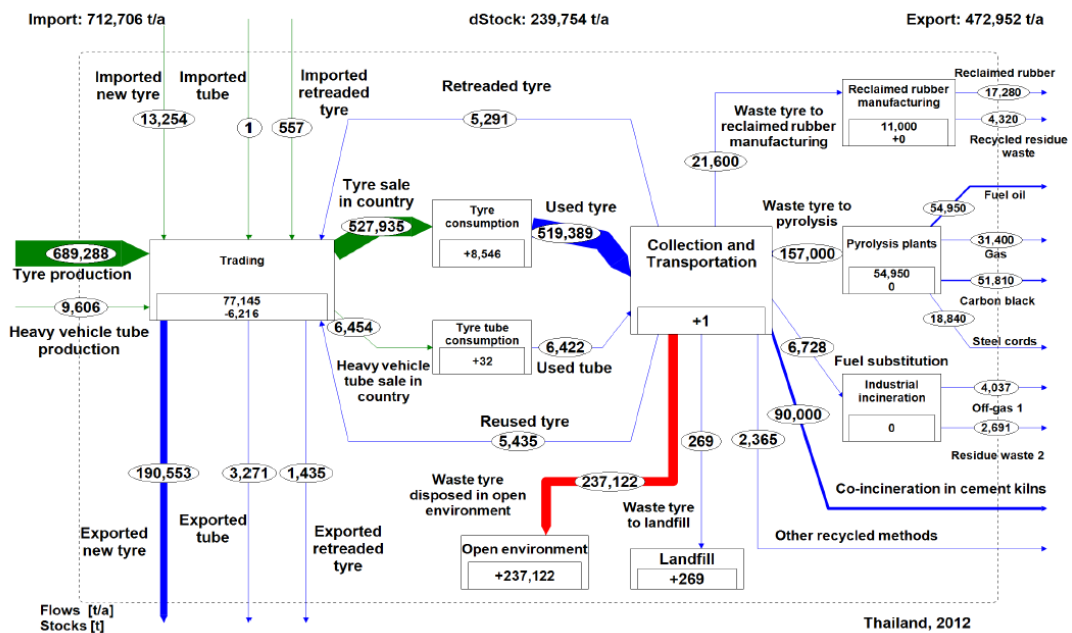 Import: 712,706 t/a
dStock: 239,754 t/a
Export: 472,952 t/a
Imported
new tyre
13,254
Imported
tube
1
Imported
retreaded
tyre
557
Retreaded tyre
5,291
Waste tyre to
reclaimed rubber
manufacturing
21,600
Reclaimed rubber
manufacturing
11,000
+0
Reclaimed rubber
17,280
4,320
Recycled residue
waste
Tyre sale
in country
527,935
Tyre
consumption
+8,546
Used tyre
519,389
Collection and
Transportation
+1
Waste tyre to
pyrolysis
157,000
Pyrolysis plants
54,950
0
Fuel oil
54,950
31,400
Gas
51,810
Carbon black
18,840
Steel cords
689,288
Tyre production
9,606
Heavy vehicle tube
production
Trading
77,145
-6,216
6,454
Heavy vehicle
tube sale in
country
Tyre tube
consumption
+32
6,422
Used tube
6,728
Fuel substitution
Industrial
incineration
0
4,037
Off-gas 1
2,691
Residue waste 2
Reused tyre
5,435
90,000
Co-incineration in cement kilns
190,553
Exported
new tyre
3,271
Exported
tube
1,435
Exported
retreaded
tyre
Waste tyre
disposed in open
environment
237,122
Open environment
+237,122
269
Waste tyre
to landfill
Landfill
+269
2,365
Other recycled methods
Flows [t/a]
Stocks [t]
Thailand, 2012